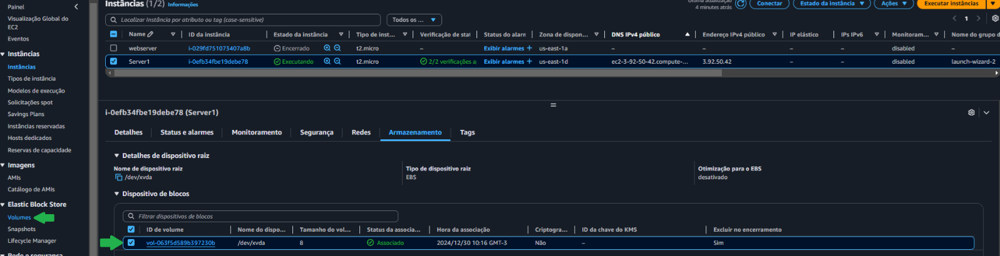 Painel
Visualização Global do
EC2
Eventos
Instâncias
Instâncias
Tipos de instância
Modelos de execução
Solicitações spot
Savings Plans
Instâncias reservadas
Hosts dedicados
Reservas de capacidade
Imagens
AMIs
Catálogo de AMIs
Elastic Block Store
Volumes
Snapshots
Lifecycle Manager
Rede e segurança
Instâncias (1/2) Informações
Última atualização
4 minutes atrás
Conectar
Estado da instância
Ações
Executar instâncias
Localizar Instância por atributo ou tag (case-sensitive)
Todos os ...
1
Name ID da instância Estado da instância Tipo de inst... Verificação de stat Status do alarn Zona de dispon... DNS IPv4 público Endereço IPv4 público IP elástico IPs IPv6 Monitoram... Nome do grupo d
webserver i-029fd751073407a8b Encerrado t2.micro – Exibir alarmes + us-east-1a – – – – disabled –
Server1 i-0efb34fbe19debe78 Executando t2.micro 2/2 verificações a Exibir alarmes + us-east-1d ec2-3-92-50-42.compute-... 3.92.50.42 – – disabled launch-wizard-2
i-0efb34fbe19debe78 (Server1)
Detalhes Status e alarmes Monitoramento Segurança Redes Armazenamento Tags
Detalhes de dispositivo raiz
Nome de dispositivo raiz Tipo de dispositivo raiz Otimização para o EBS
/dev/xvda EBS desativado
Dispositivo de blocos
Filtrar dispositivos de blocos
ID de volume Nome do dispo... Tamanho do vol... Status da associa... Hora da associação Criptogra... ID da chave do KMS Excluir no encerramento
vol-063f5d589b397230b /dev/xvda 8 Associado 2024/12/30 10:16 GMT-3 Não – Sim